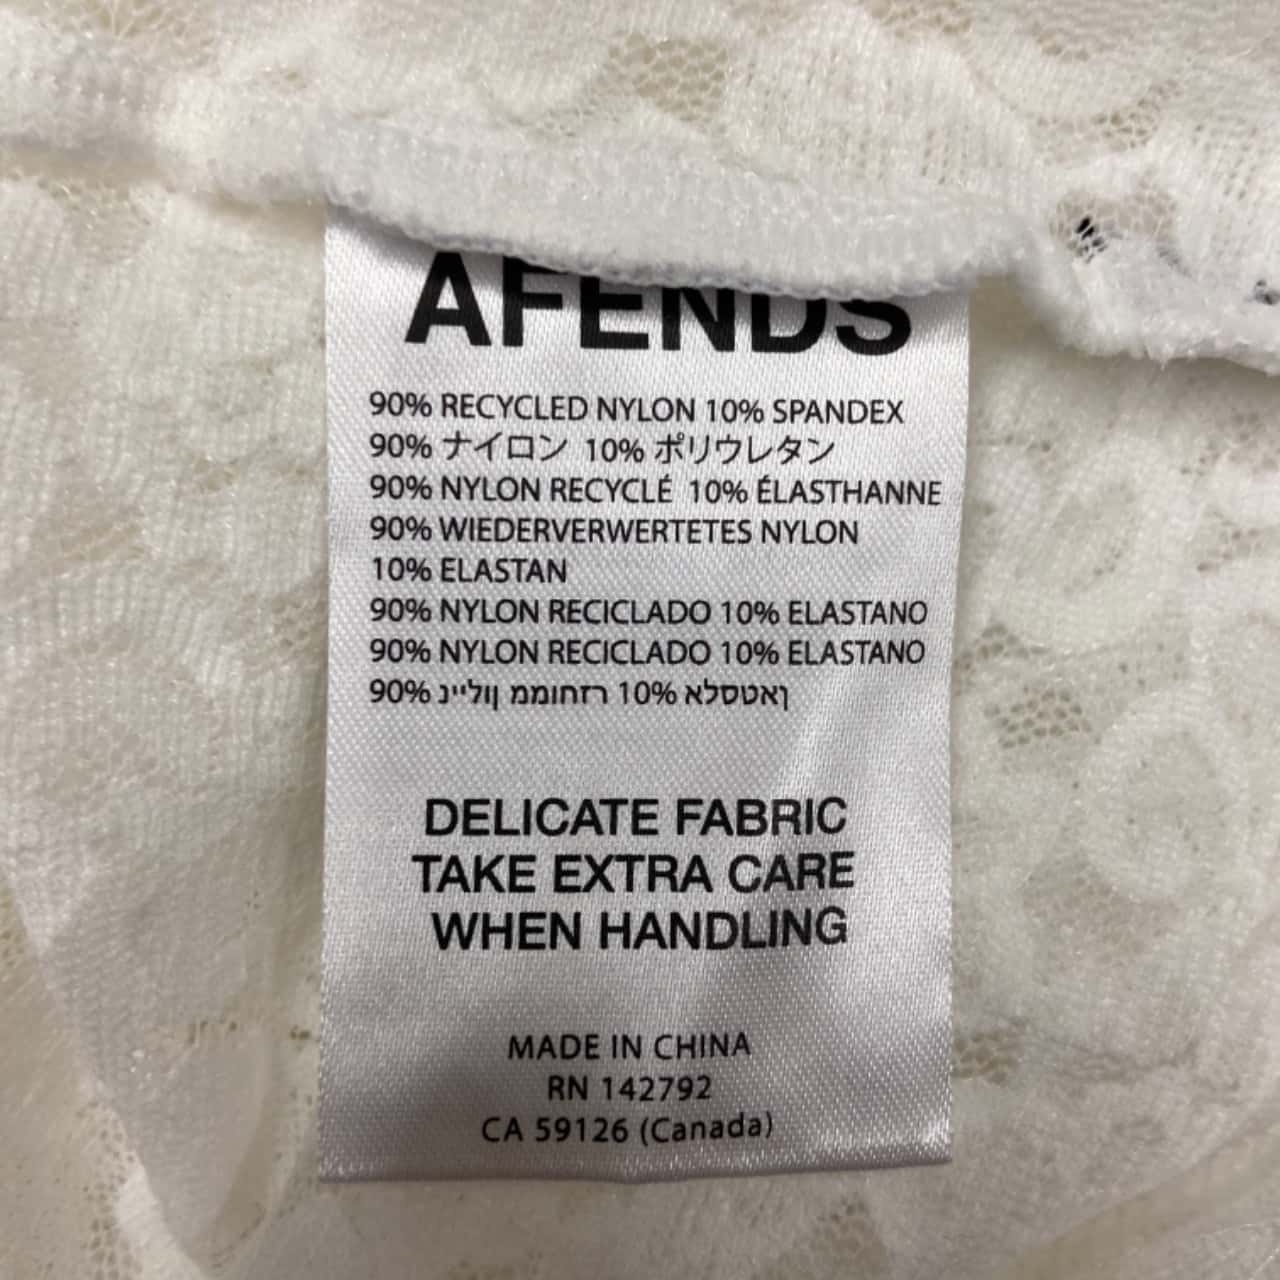 AFENDS
90% RECYCLED NYLON 10% SPANDEX
90% ナイロン 10% ポリウレタン
90% NYLON RECYCLÉ 10% ÉLASTHANNE
90% WIEDERVERWERTETES NYLON
10% ELASTAN
90% NYLON RECICLADO 10% ELASTANO
90% NYLON RECICLADO 10% ELASTANO
90% ניילון ממוחזר 10% אלסטאן
DELICATE FABRIC
TAKE EXTRA CARE
WHEN HANDLING
MADE IN CHINA
RN 142792
CA 59126 (Canada)